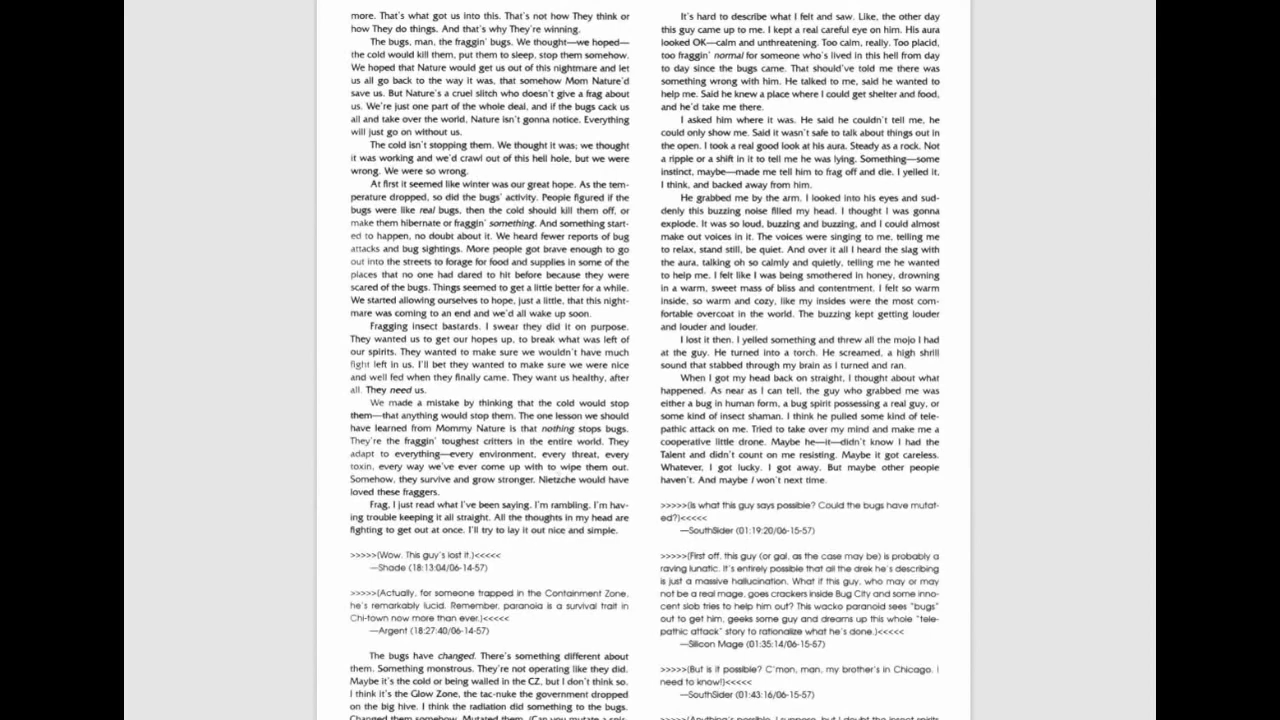 more. That's what got us into this. That's not how They think or
how They do things. And that's why They're winning.
The bugs, man, the fraggin' bugs. We thought—we hoped—
the cold would kill them, put them to sleep, stop them somehow.
We hoped that Nature would get us out of this nightmare and let
us all go back to the way it was, that somehow Mom Nature'd
save us. But Nature's a cruel slitch who doesn't give a frag about
us. We're just one part of the whole deal, and if the bugs cack us
all and take over the world, Nature isn't gonna notice. Everything
will just go on without us.
The cold isn't stopping them. We thought it was; we thought
it was working and we'd crawl out of this hell hole, but we were
wrong. We were so wrong.
At first it seemed like winter was our great hope. As the tem-
perature dropped, so did the bugs' activity. People figured if the
bugs were like real bugs, then the cold should kill them off, or
make them hibernate or fraggin' something. And something start-
ed to happen, no doubt about it. We heard fewer reports of bug
attacks and bug sightings. More people got brave enough to go
out into the streets to forage for food and supplies in some of the
places that no one had dared to hit before because they were
scared of the bugs. Things seemed to get a little better for a while.
We started allowing ourselves to hope, just a little, that this night-
mare was coming to an end and we'd all wake up soon.
Fragging insect bastards. I swear they did it on purpose.
They wanted us to get our hopes up, to break what was left of
our spirits. They wanted to make sure we wouldn't have much
fight left in us. I'll bet they wanted to make sure we were nice
and well fed when they finally came. They want us healthy, after
all. They need us.
We made a mistake by thinking that the cold would stop
them—that anything would stop them. The one lesson we should
have learned from Mommy Nature is that nothing stops bugs.
They're the fraggin' toughest critters in the entire world. They
adapt to everything—every environment, every threat, every
toxin, every way we've ever come up with to wipe them out.
Somehow, they survive and grow stronger. Nietzche would have
loved these fraggers.
Frag, I just read what I've been saying. I'm rambling. I'm hav-
ing trouble keeping it all straight. All the thoughts in my head are
fighting to get out at once. I'll try to lay it out nice and simple.
>>>>>(Wow. This guy's lost it.)<<<<<
—Shade (18:13:04/06-14-57)
>>>>>(Actually, for someone trapped in the Containment Zone,
he's remarkably lucid. Remember, paranoia is a survival trait in
Chi-town now more than ever.)<<<<<
—Argent (18:27:40/06-14-57)
The bugs have changed. There's something different about
them. Something monstrous. They're not operating like they did.
Maybe it's the cold or being walled in the CZ, but I don't think so.
I think it's the Glow Zone, the tac-nuke the government dropped
on the big hive. I think the radiation did something to the bugs.
Changed them somehow. Mutated them. (Can you mutate a spir-
It's hard to describe what I felt and saw. Like, the other day
this guy came up to me. I kept a real careful eye on him. His aura
looked OK—calm and unthreatening. Too calm, really. Too placid,
too fraggin' normal for someone who's lived in this hell from day
to day since the bugs came. That should've told me there was
something wrong with him. He talked to me, said he wanted to
help me. Said he knew a place where I could get shelter and food,
and he'd take me there.
I asked him where it was. He said he couldn't tell me, he
could only show me. Said it wasn't safe to talk about things out in
the open. I took a real good look at his aura. Steady as a rock. Not
a ripple or a shift in it to tell me he was lying. Something—some
instinct, maybe—made me tell him to frag off and die. I yelled it,
I think, and backed away from him.
He grabbed me by the arm. I looked into his eyes and sud-
denly this buzzing noise filled my head. I thought I was gonna
explode. It was so loud, buzzing and buzzing, and I could almost
make out voices in it. The voices were singing to me, telling me
to relax, stand still, be quiet. And over it all I heard the slag with
the aura, talking oh so calmly and quietly, telling me he wanted
to help me. I felt like I was being smothered in honey, drowning
in a warm, sweet mass of bliss and contentment. I felt so warm
inside, so warm and cozy, like my insides were the most com-
fortable overcoat in the world. The buzzing kept getting louder
and louder and louder.
I lost it then. I yelled something and threw all the mojo I had
at the guy. He turned into a torch. He screamed, a high shrill
sound that stabbed through my brain as I turned and ran.
When I got my head back on straight, I thought about what
happened. As near as I can tell, the guy who grabbed me was
either a bug in human form, a bug spirit possessing a real guy, or
some kind of insect shaman. I think he pulled some kind of tele-
pathic attack on me. Tried to take over my mind and make me a
cooperative little drone. Maybe he—it—didn't know I had the
Talent and didn't count on me resisting. Maybe it got careless.
Whatever, I got lucky. I got away. But maybe other people
haven't. And maybe I won't next time.
>>>>>(Is what this guy says possible? Could the bugs have mutat-
ed?)<<<<<
—SouthSider (01:19:20/06-15-57)
>>>>>(First off, this guy (or gal, as the case may be) is probably a
raving lunatic. It's entirely possible that all the drek he's describing
is just a massive hallucination. What if this guy, who may or may
not be a real mage, goes crackers inside Bug City and some inno-
cent slob tries to help him out? This wacko paranoid sees "bugs"
out to get him, geeks some guy and dreams up this whole "tele-
pathic attack" story to rationalize what he's done.)<<<<<
—Silicon Mage (01:35:14/06-15-57)
>>>>>(But is it possible? C'mon, man, my brother's in Chicago. I
need to know!)<<<<<
—SouthSider (01:43:16/06-15-57)
>>>>>(Anything's possible, I suppose, but I doubt the insect spirits